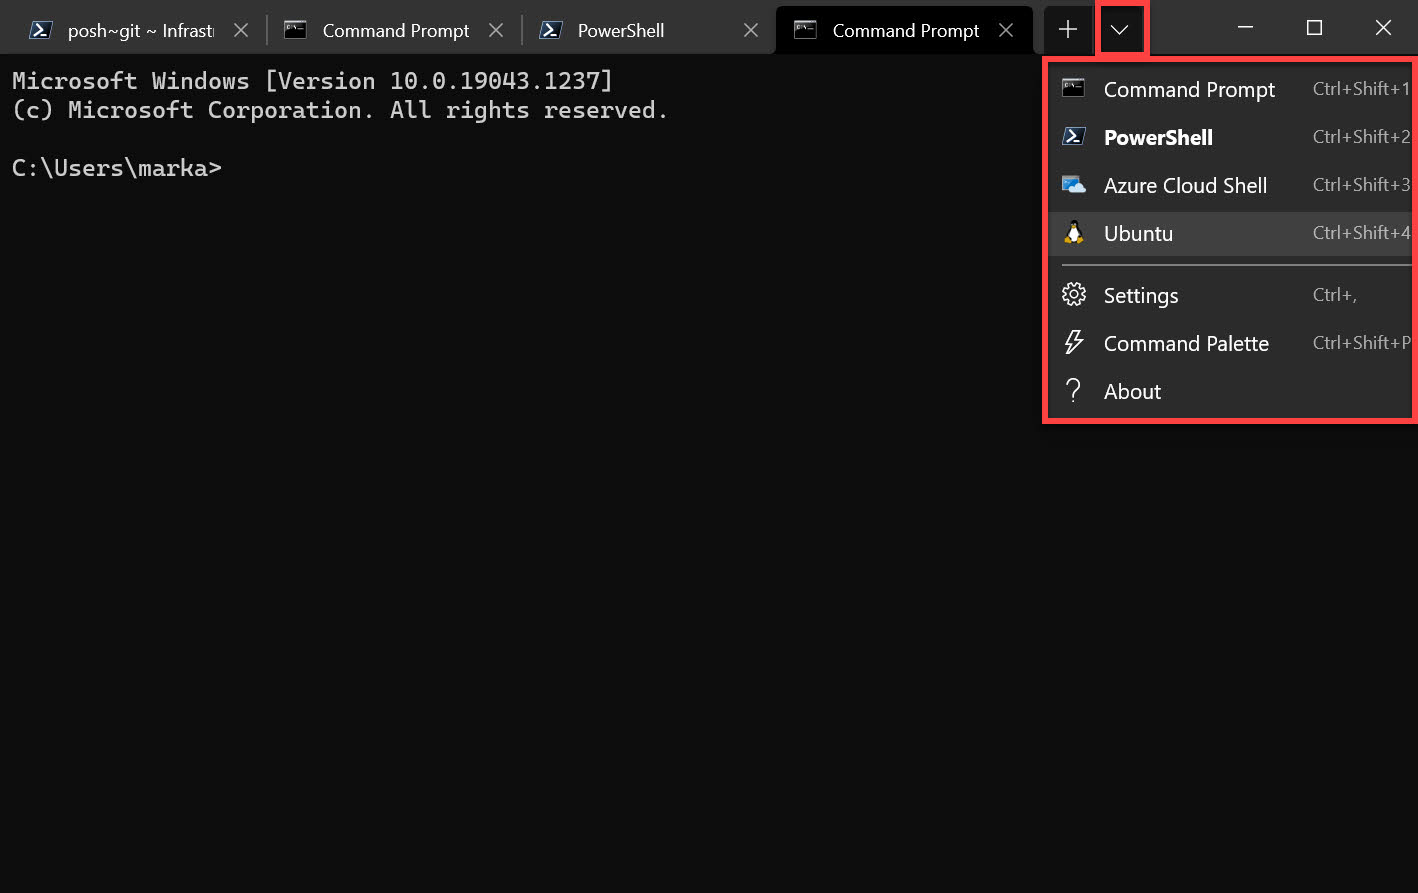 posh~git ~ Infrast
Command Prompt
PowerShell
Command Prompt
Microsoft Windows [Version 10.0.19043.1237]
(c) Microsoft Corporation. All rights reserved.
C:\Users\marka>
Command Prompt Ctrl+Shift+1
PowerShell Ctrl+Shift+2
Azure Cloud Shell Ctrl+Shift+3
Ubuntu Ctrl+Shift+4
Settings Ctrl+,
Command Palette Ctrl+Shift+P
About